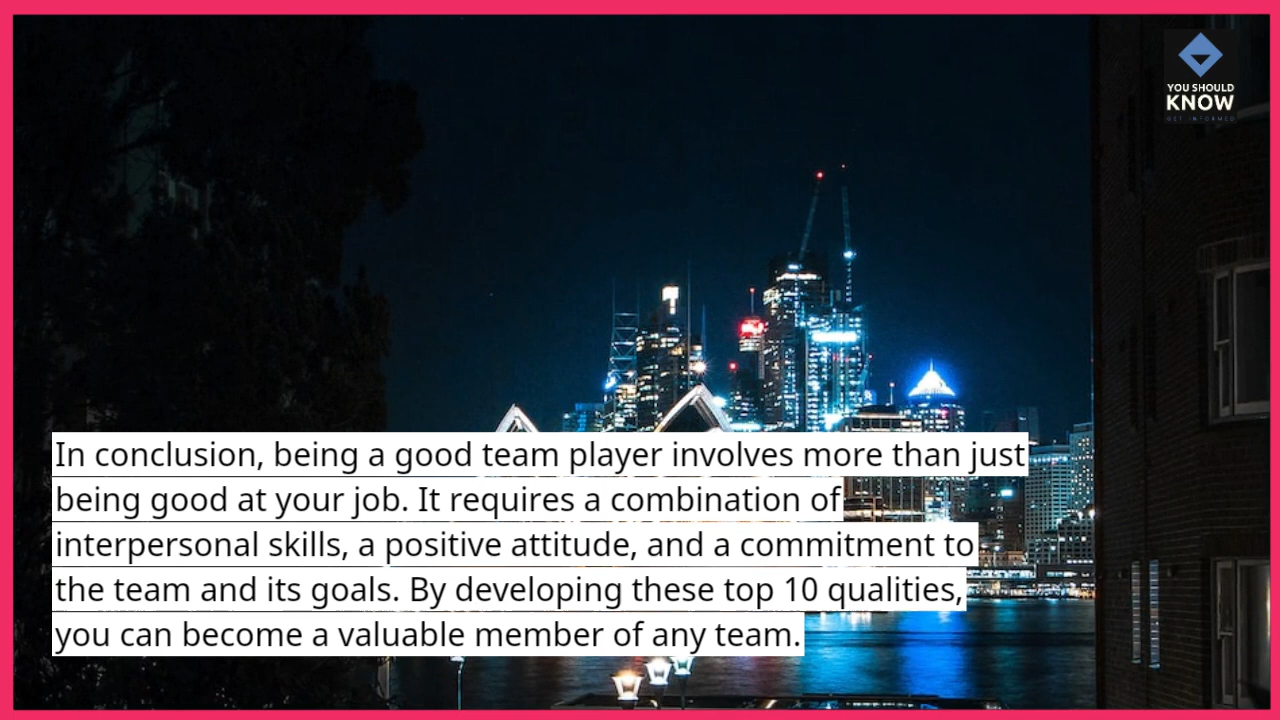 YOU SHOULD
KNOW
GET INFORMED
In conclusion, being a good team player involves more than just
being good at your job. It requires a combination of
interpersonal skills, a positive attitude, and a commitment to
the team and its goals. By developing these top 10 qualities,
you can become a valuable member of any team.